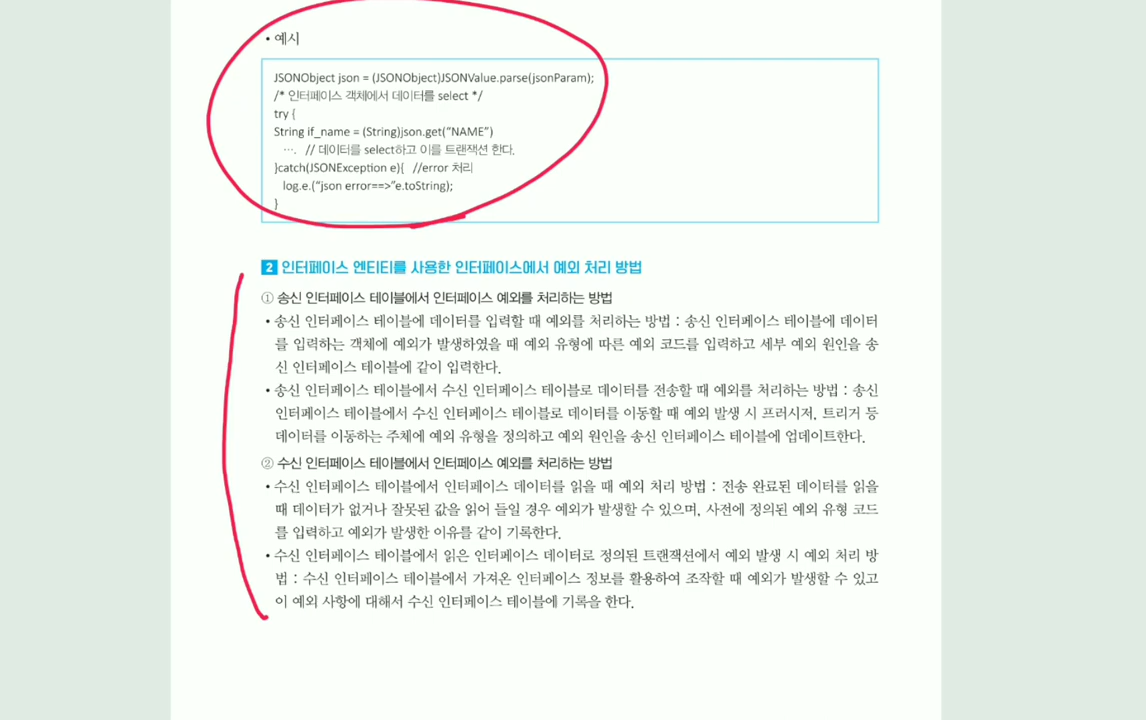 • 예시
JSONObject json = (JSONObject)JSONValue.parse(jsonParam);
/* 인터페이스 객체에서 데이터를 select */
try {
String if_name = (String)json.get(“NAME”)
···. // 데이터를 select하고 이를 트랜잭션 한다.
}catch(JSONException e){ //error 처리
log.e.(“json error==>”e.toString);
}
2 인터페이스 엔티티를 사용한 인터페이스에서 예외 처리 방법
① 송신 인터페이스 테이블에서 인터페이스 예외를 처리하는 방법
• 송신 인터페이스 테이블에 데이터를 입력할 때 예외를 처리하는 방법 : 송신 인터페이스 테이블에 데이터
를 입력하는 객체에 예외가 발생하였을 때 예외 유형에 따른 예외 코드를 입력하고 세부 예외 원인을 송
신 인터페이스 테이블에 같이 입력한다.
• 송신 인터페이스 테이블에서 수신 인터페이스 테이블로 데이터를 전송할 때 예외를 처리하는 방법 : 송신
인터페이스 테이블에서 수신 인터페이스 테이블로 데이터를 이동할 때 예외 발생 시 프러시저, 트리거 등
데이터를 이동하는 주체에 예외 유형을 정의하고 예외 원인을 송신 인터페이스 테이블에 업데이트한다.
② 수신 인터페이스 테이블에서 인터페이스 예외를 처리하는 방법
• 수신 인터페이스 테이블에서 인터페이스 데이터를 읽을 때 예외 처리 방법 : 전송 완료된 데이터를 읽을
때 데이터가 없거나 잘못된 값을 읽어 들일 경우 예외가 발생할 수 있으며, 사전에 정의된 예외 유형 코드
를 입력하고 예외가 발생한 이유를 같이 기록한다.
• 수신 인터페이스 테이블에서 읽은 인터페이스 데이터로 정의된 트랜잭션에서 예외 발생 시 예외 처리 방
법 : 수신 인터페이스 테이블에서 가져온 인터페이스 정보를 활용하여 조작할 때 예외가 발생할 수 있고
이 예외 사항에 대해서 수신 인터페이스 테이블에 기록을 한다.